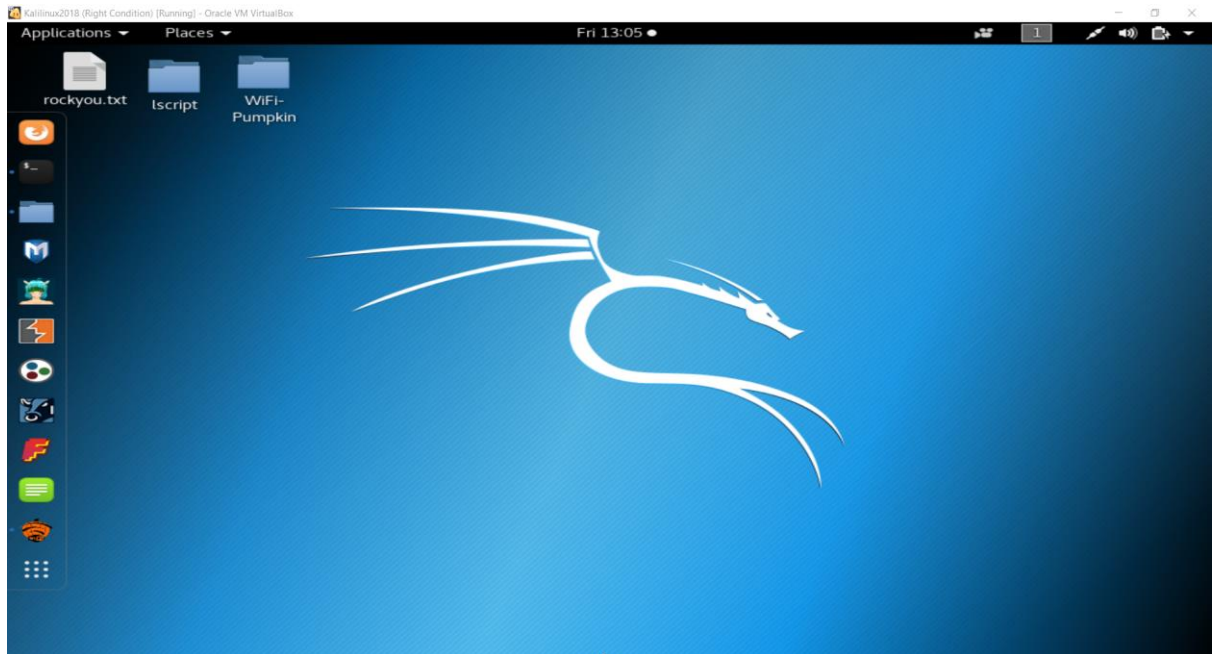 Kalilinux2018 (Right Condition) [Running] - Oracle VM VirtualBox
Applications Places Fri 13:05 1
rockyou.txt lscript WiFi-
Pumpkin
$_